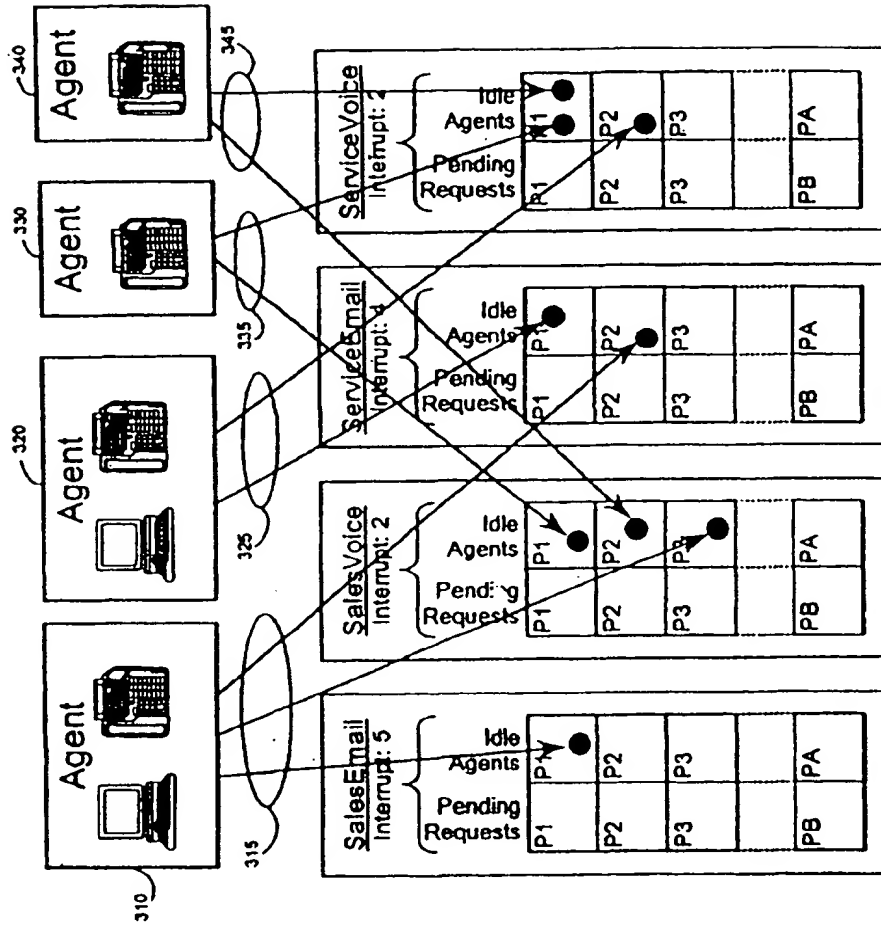 310
Agent
315
320
Agent
325
330
Agent
335
340
Agent
345
SalesEmail
Interrupt: 5
Pending Requests
Idle Agents
P1
P1
P2
P2
P3
P3
PB
PA
SalesVoice
Interrupt: 2
Pending Requests
Idle Agents
P1
P1
P2
P2
P3
P3
PB
PA
ServiceEmail
Interrupt: 4
Pending Requests
Idle Agents
P1
P1
P2
P2
P3
P3
PB
PA
ServiceVoice
Interrupt: 2
Pending Requests
Idle Agents
P1
P1
P2
P2
P3
P3
PB
PA